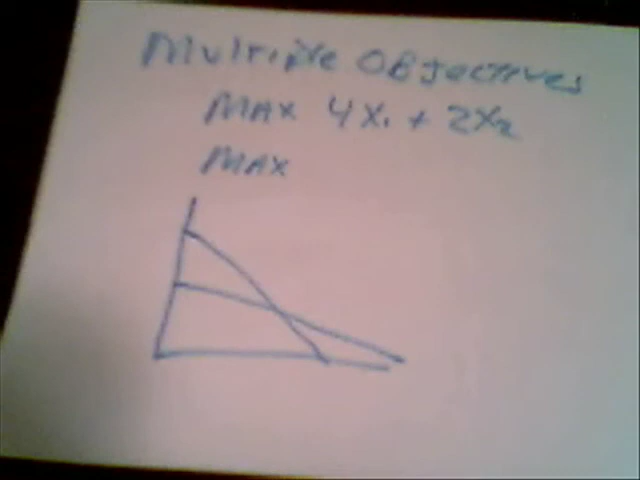 Multiple Objectives
Max 4X₁ + 2X₂
Max